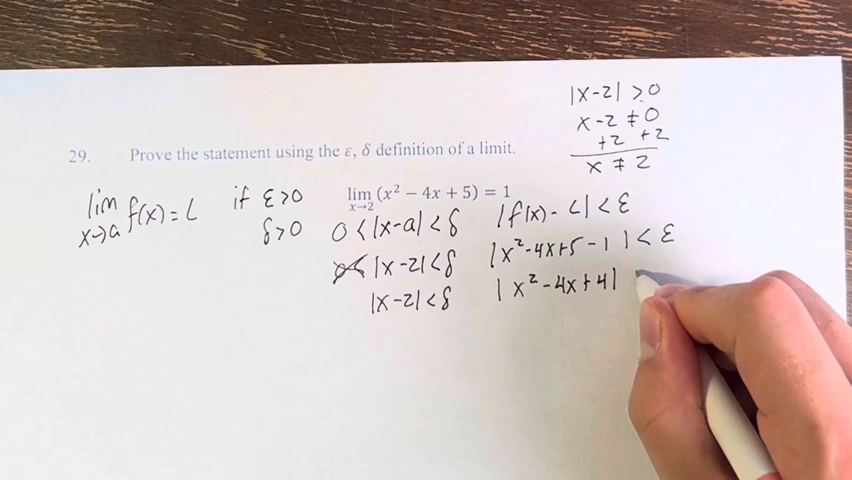 |x-2| > 0
x-2 ≠ 0
+2 +2
x ≠ 2
29. Prove the statement using the ε, δ definition of a limit.
lim x→2 (x² − 4x + 5) = 1
lim x→a f(x) = L if ε>0
δ>0
0 < |x-a| < δ |f(x) - L| < ε
0< |x-2| < δ |x²-4x+5 - 1| < ε
|x-2| < δ |x² - 4x + 4|